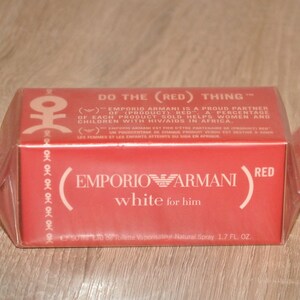 DO THE (RED) THING™
EMPORIO ARMANI IS A PROUD PARTNER
OF (PRODUCT) RED™. A PERCENTAGE
OF EACH PRODUCT SOLD HELPS WOMEN AND
CHILDREN WITH HIV/AIDS IN AFRICA.
(EMPORIO ARMANI) RED
white for him
Natural Spray 1.7 FL. OZ.